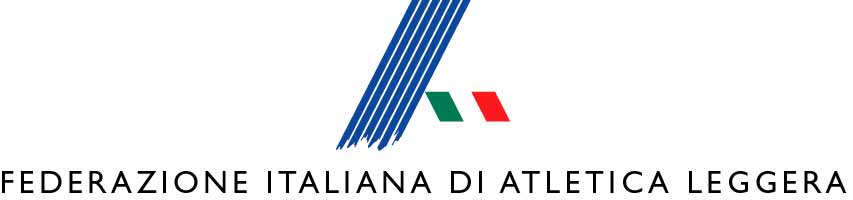 FEDERAZIONE ITALIANA DI ATLETICA LEGGERA